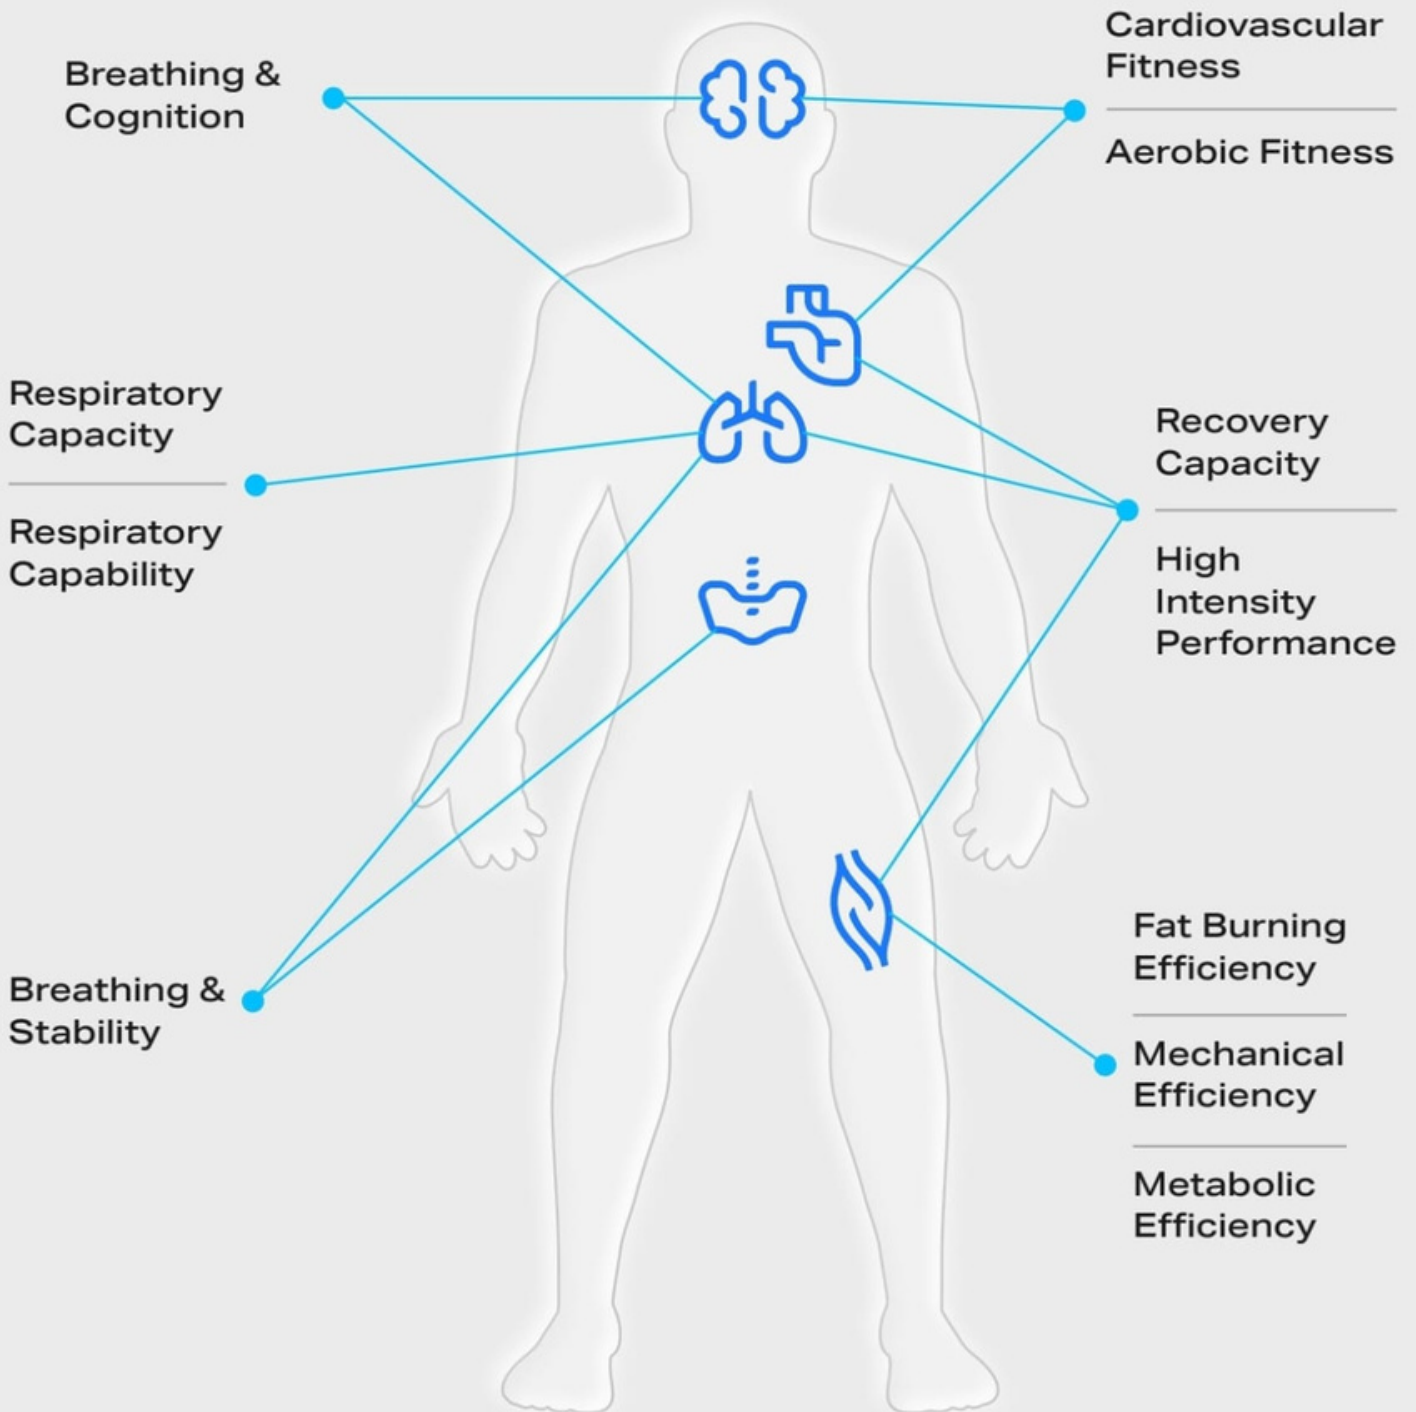 Breathing &
Cognition
Cardiovascular
Fitness
Aerobic Fitness
Respiratory
Capacity
Respiratory
Capability
Recovery
Capacity
High
Intensity
Performance
Breathing &
Stability
Fat Burning
Efficiency
Mechanical
Efficiency
Metabolic
Efficiency